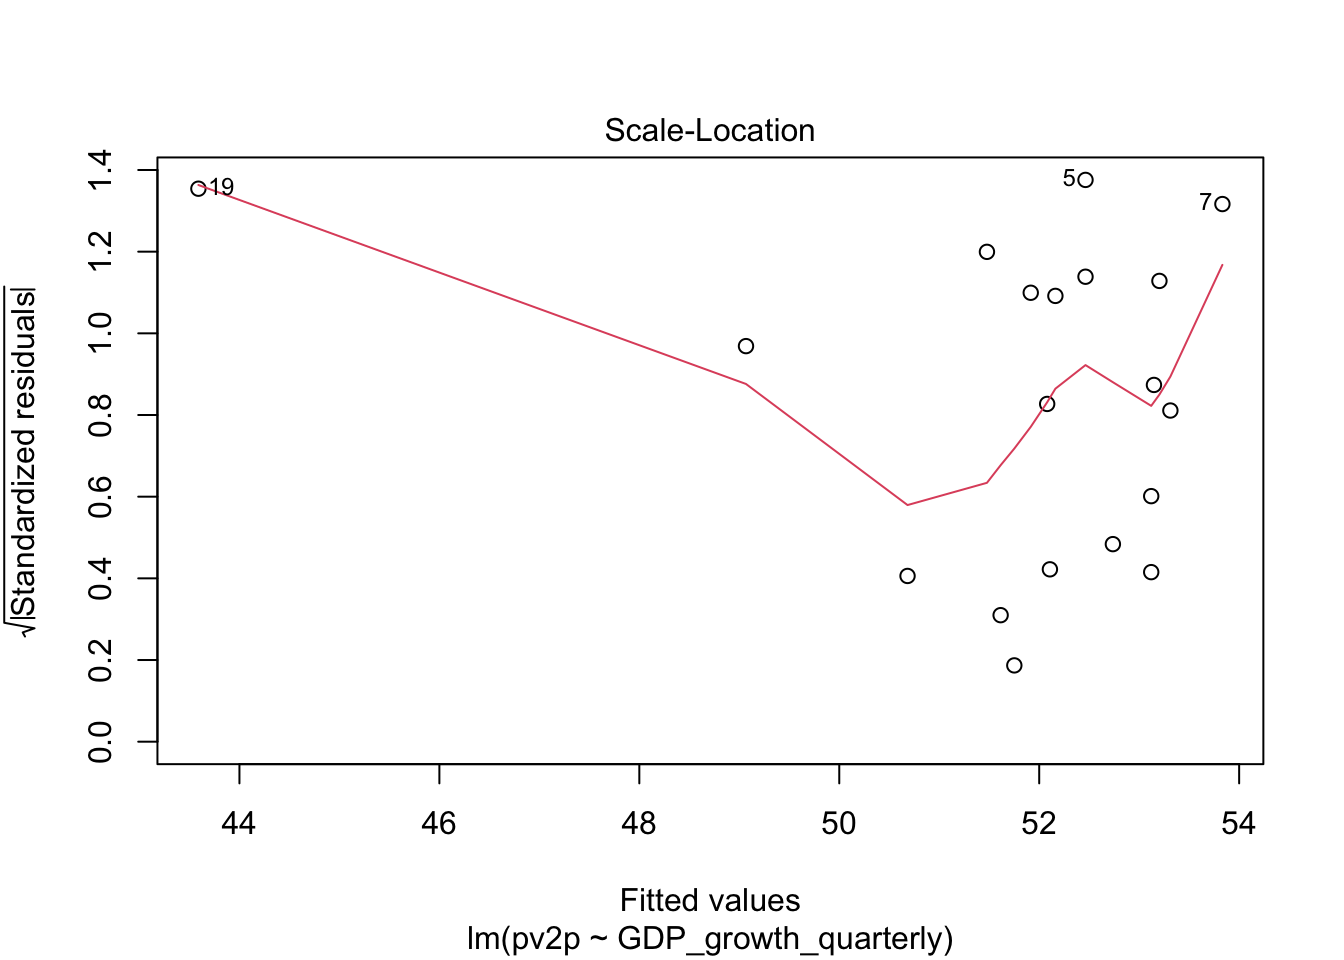 Scale-Location
√|Standardized residuals|
1.4
1.2
1.0
0.8
0.6
0.4
0.2
0.0
19
5
7
44 46 48 50 52 54
Fitted values
lm(pv2p ~ GDP_growth_quarterly)